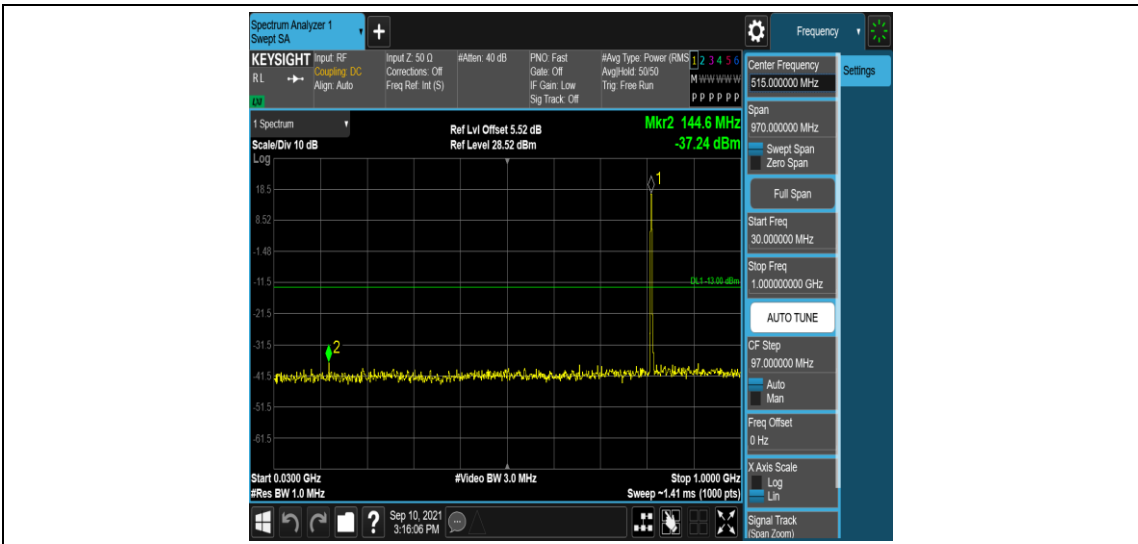 Spectrum Analyzer 1
Swept SA
+
Frequency
KEYSIGHT
RL
LXI
Input: RF
Coupling: DC
Align: Auto
Input Z: 50 Ω
Corrections: Off
Freq Ref: Int (S)
#Atten: 40 dB
PNO: Fast
Gate: Off
IF Gain: Low
Sig Track: Off
#Avg Type: Power (RMS
Avg|Hold: 50/50
Trig: Free Run
1 2 3 4 5 6
M W W W W W
P P P P P P
1 Spectrum
Scale/Div 10 dB
Ref Lvl Offset 5.52 dB
Ref Level 28.52 dBm
Mkr2 144.6 MHz
-37.24 dBm
Log
18.5
8.52
-1.48
-11.5
-21.5
-31.5
-41.5
-51.5
-61.5
1
DL1 -13.00 dBm
2
Start 0.0300 GHz
#Res BW 1.0 MHz
#Video BW 3.0 MHz
Stop 1.0000 GHz
Sweep ~1.41 ms (1000 pts)
?
Sep 10, 2021
3:16:06 PM
Center Frequency
515.000000 MHz
Settings
Span
970.000000 MHz
Swept Span
Zero Span
Full Span
Start Freq
30.000000 MHz
Stop Freq
1.000000000 GHz
AUTO TUNE
CF Step
97.000000 MHz
Auto
Man
Freq Offset
0 Hz
X Axis Scale
Log
Lin
Signal Track
(Span Zoom)